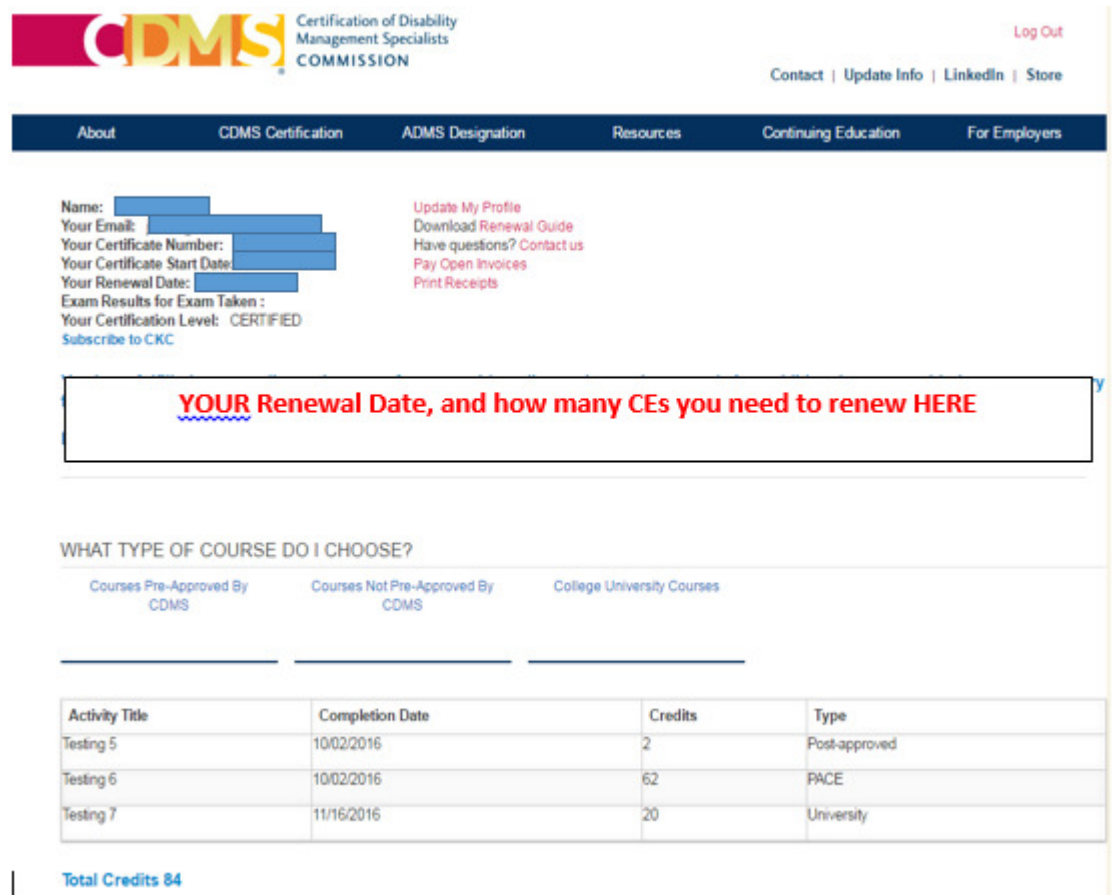 CDMS Certification of Disability
Management Specialists
COMMISSION
Log Out
Contact | Update Info | LinkedIn | Store
About CDMS Certification ADMS Designation Resources Continuing Education For Employers
Name:
Your Email:
Your Certificate Number:
Your Certificate Start Date:
Your Renewal Date:
Exam Results for Exam Taken :
Your Certification Level: CERTIFIED
Subscribe to CKC
Update My Profile
Download Renewal Guide
Have questions? Contact us
Pay Open Invoices
Print Receipts
YOUR Renewal Date, and how many CEs you need to renew HERE
WHAT TYPE OF COURSE DO I CHOOSE?
Courses Pre-Approved By
CDMS
Courses Not Pre-Approved By
CDMS
College University Courses
Activity Title Completion Date Credits Type
Testing 5 10/02/2016 2 Post-approved
Testing 6 10/02/2016 62 PACE
Testing 7 11/16/2016 20 University
Total Credits 84